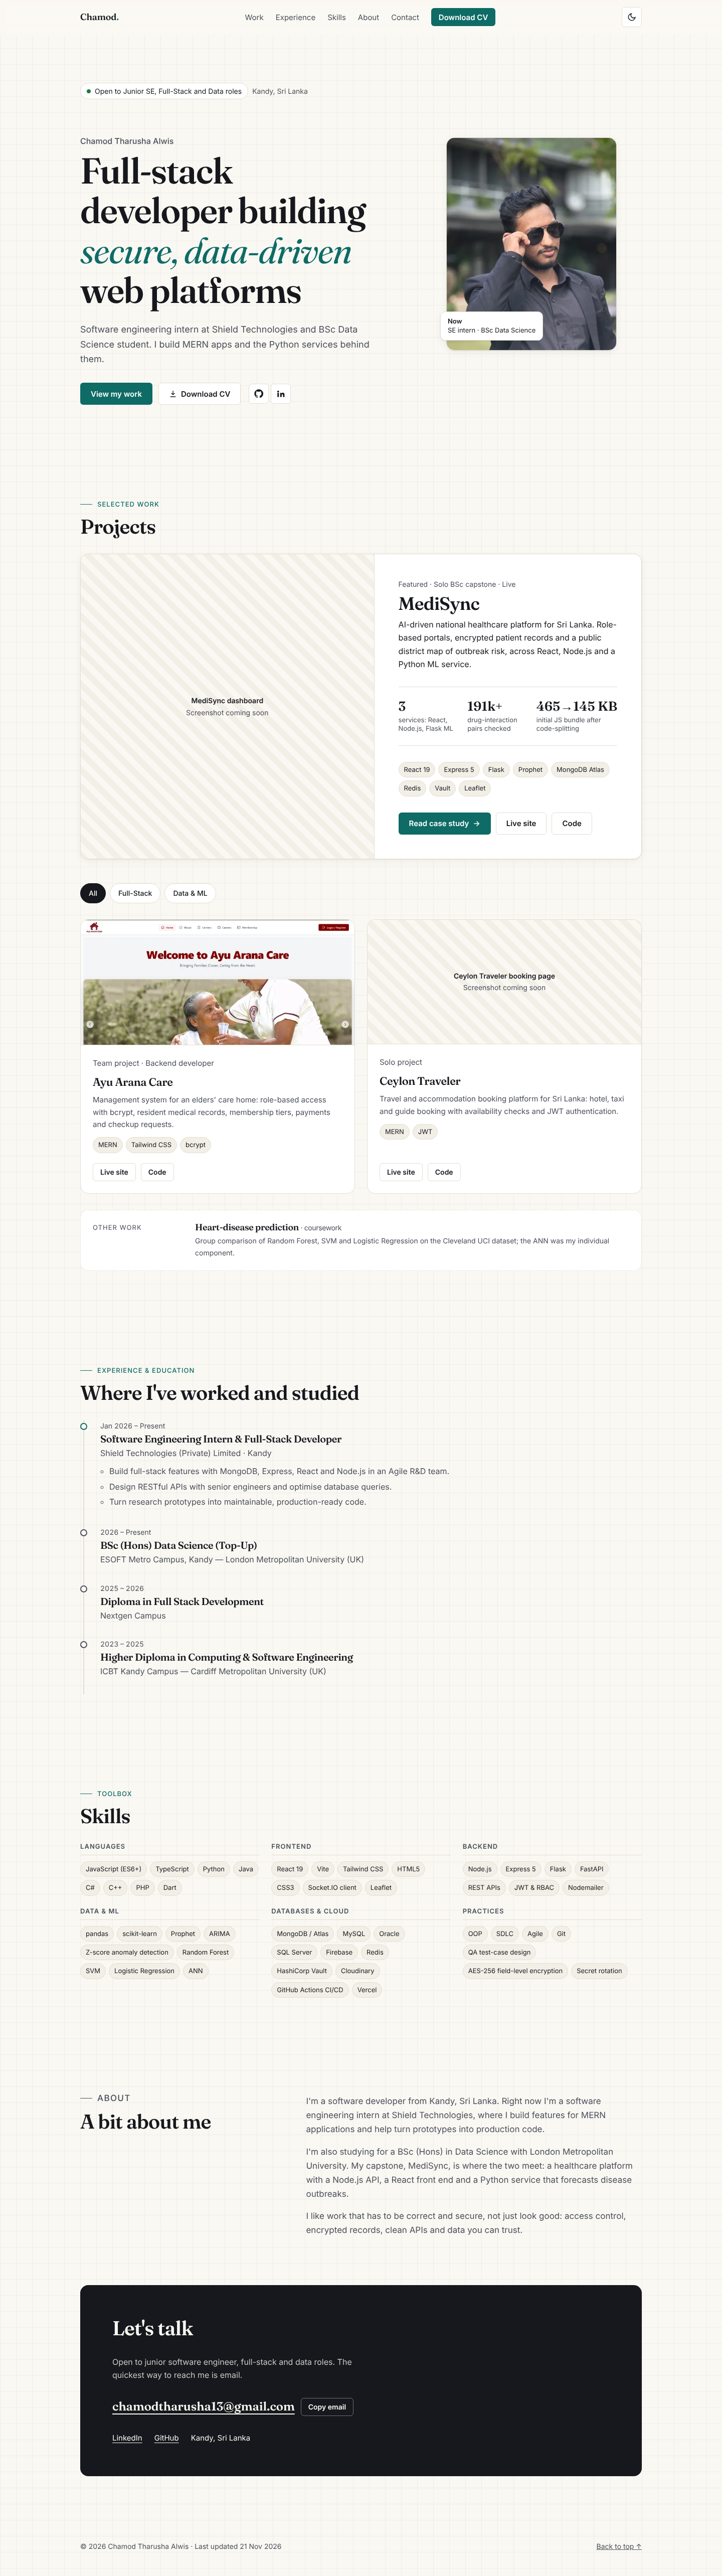 Chamod.
Work Experience Skills About Contact Download CV
Open to Junior SE, Full-Stack and Data roles Kandy, Sri Lanka
Chamod Tharusha Alwis
Full-stack
developer building
secure, data-driven
web platforms
Software engineering intern at Shield Technologies and BSc Data
Science student. I build MERN apps and the Python services behind
them.
View my work Download CV
Now
SE intern · BSc Data Science
SELECTED WORK
Projects
MediSync dashboard
Screenshot coming soon
Featured · Solo BSc capstone · Live
MediSync
AI-driven national healthcare platform for Sri Lanka. Role-
based portals, encrypted patient records and a public
district map of outbreak risk, across React, Node.js and a
Python ML service.
3
services: React,
Node.js, Flask ML
191k+
drug-interaction
pairs checked
465→145 KB
initial JS bundle after
code-splitting
React 19 Express 5 Flask Prophet MongoDB Atlas
Redis Vault Leaflet
Read case study → Live site Code
All Full-Stack Data & ML
Welcome to Ayu Arana Care
Bringing Families Closer, Caring from the Heart
Team project · Backend developer
Ayu Arana Care
Management system for an elders' care home: role-based access
with bcrypt, resident medical records, membership tiers, payments
and checkup requests.
MERN Tailwind CSS bcrypt
Live site Code
Ceylon Traveler booking page
Screenshot coming soon
Solo project
Ceylon Traveler
Travel and accommodation booking platform for Sri Lanka: hotel, taxi
and guide booking with availability checks and JWT authentication.
MERN JWT
Live site Code
OTHER WORK
Heart-disease prediction · coursework
Group comparison of Random Forest, SVM and Logistic Regression on the Cleveland UCI dataset; the ANN was my individual
component.
EXPERIENCE & EDUCATION
Where I've worked and studied
Jan 2026 – Present
Software Engineering Intern & Full-Stack Developer
Shield Technologies (Private) Limited · Kandy
Build full-stack features with MongoDB, Express, React and Node.js in an Agile R&D team.
Design RESTful APIs with senior engineers and optimise database queries.
Turn research prototypes into maintainable, production-ready code.
2026 – Present
BSc (Hons) Data Science (Top-Up)
ESOFT Metro Campus, Kandy — London Metropolitan University (UK)
2025 – 2026
Diploma in Full Stack Development
Nextgen Campus
2023 – 2025
Higher Diploma in Computing & Software Engineering
ICBT Kandy Campus — Cardiff Metropolitan University (UK)
TOOLBOX
Skills
LANGUAGES
JavaScript (ES6+) TypeScript Python Java
C# C++ PHP Dart
FRONTEND
React 19 Vite Tailwind CSS HTML5
CSS3 Socket.IO client Leaflet
BACKEND
Node.js Express 5 Flask FastAPI
REST APIs JWT & RBAC Nodemailer
DATA & ML
pandas scikit-learn Prophet ARIMA
Z-score anomaly detection Random Forest
SVM Logistic Regression ANN
DATABASES & CLOUD
MongoDB / Atlas MySQL Oracle
SQL Server Firebase Redis
HashiCorp Vault Cloudinary
GitHub Actions CI/CD Vercel
PRACTICES
OOP SDLC Agile Git
QA test-case design
AES-256 field-level encryption Secret rotation
ABOUT
A bit about me
I'm a software developer from Kandy, Sri Lanka. Right now I'm a software
engineering intern at Shield Technologies, where I build features for MERN
applications and help turn prototypes into production code.
I'm also studying for a BSc (Hons) in Data Science with London Metropolitan
University. My capstone, MediSync, is where the two meet: a healthcare platform
with a Node.js API, a React front end and a Python service that forecasts disease
outbreaks.
I like work that has to be correct and secure, not just look good: access control,
encrypted records, clean APIs and data you can trust.
Let's talk
Open to junior software engineer, full-stack and data roles. The
quickest way to reach me is email.
chamodtharusha13@gmail.com Copy email
LinkedIn GitHub Kandy, Sri Lanka
© 2026 Chamod Tharusha Alwis · Last updated 21 Nov 2026
Back to top ↑